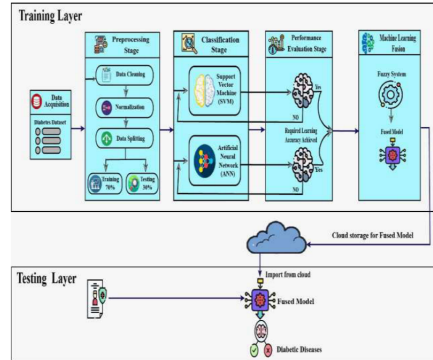 Training Layer
Data
Acquisition
Diabetes Dataset
Preprocessing
Stage
Data Cleaning
Normalization
Data Spliting
Training
70%
Testing
30%
Classification
Stage
Support
Vector
Machine
(SVM)
Artificial
Neural
Network
(ANN)
Performance
Evaluation Stage
Yes
NO
Required Learning
Accuracy Achieved
Yes
NO
Machine Learning
Fusion
Fuzzy System
Fused Model
Cloud storage for Fused Model
Import from cloud
Testing Layer
Fused Model
Diabetic Diseases